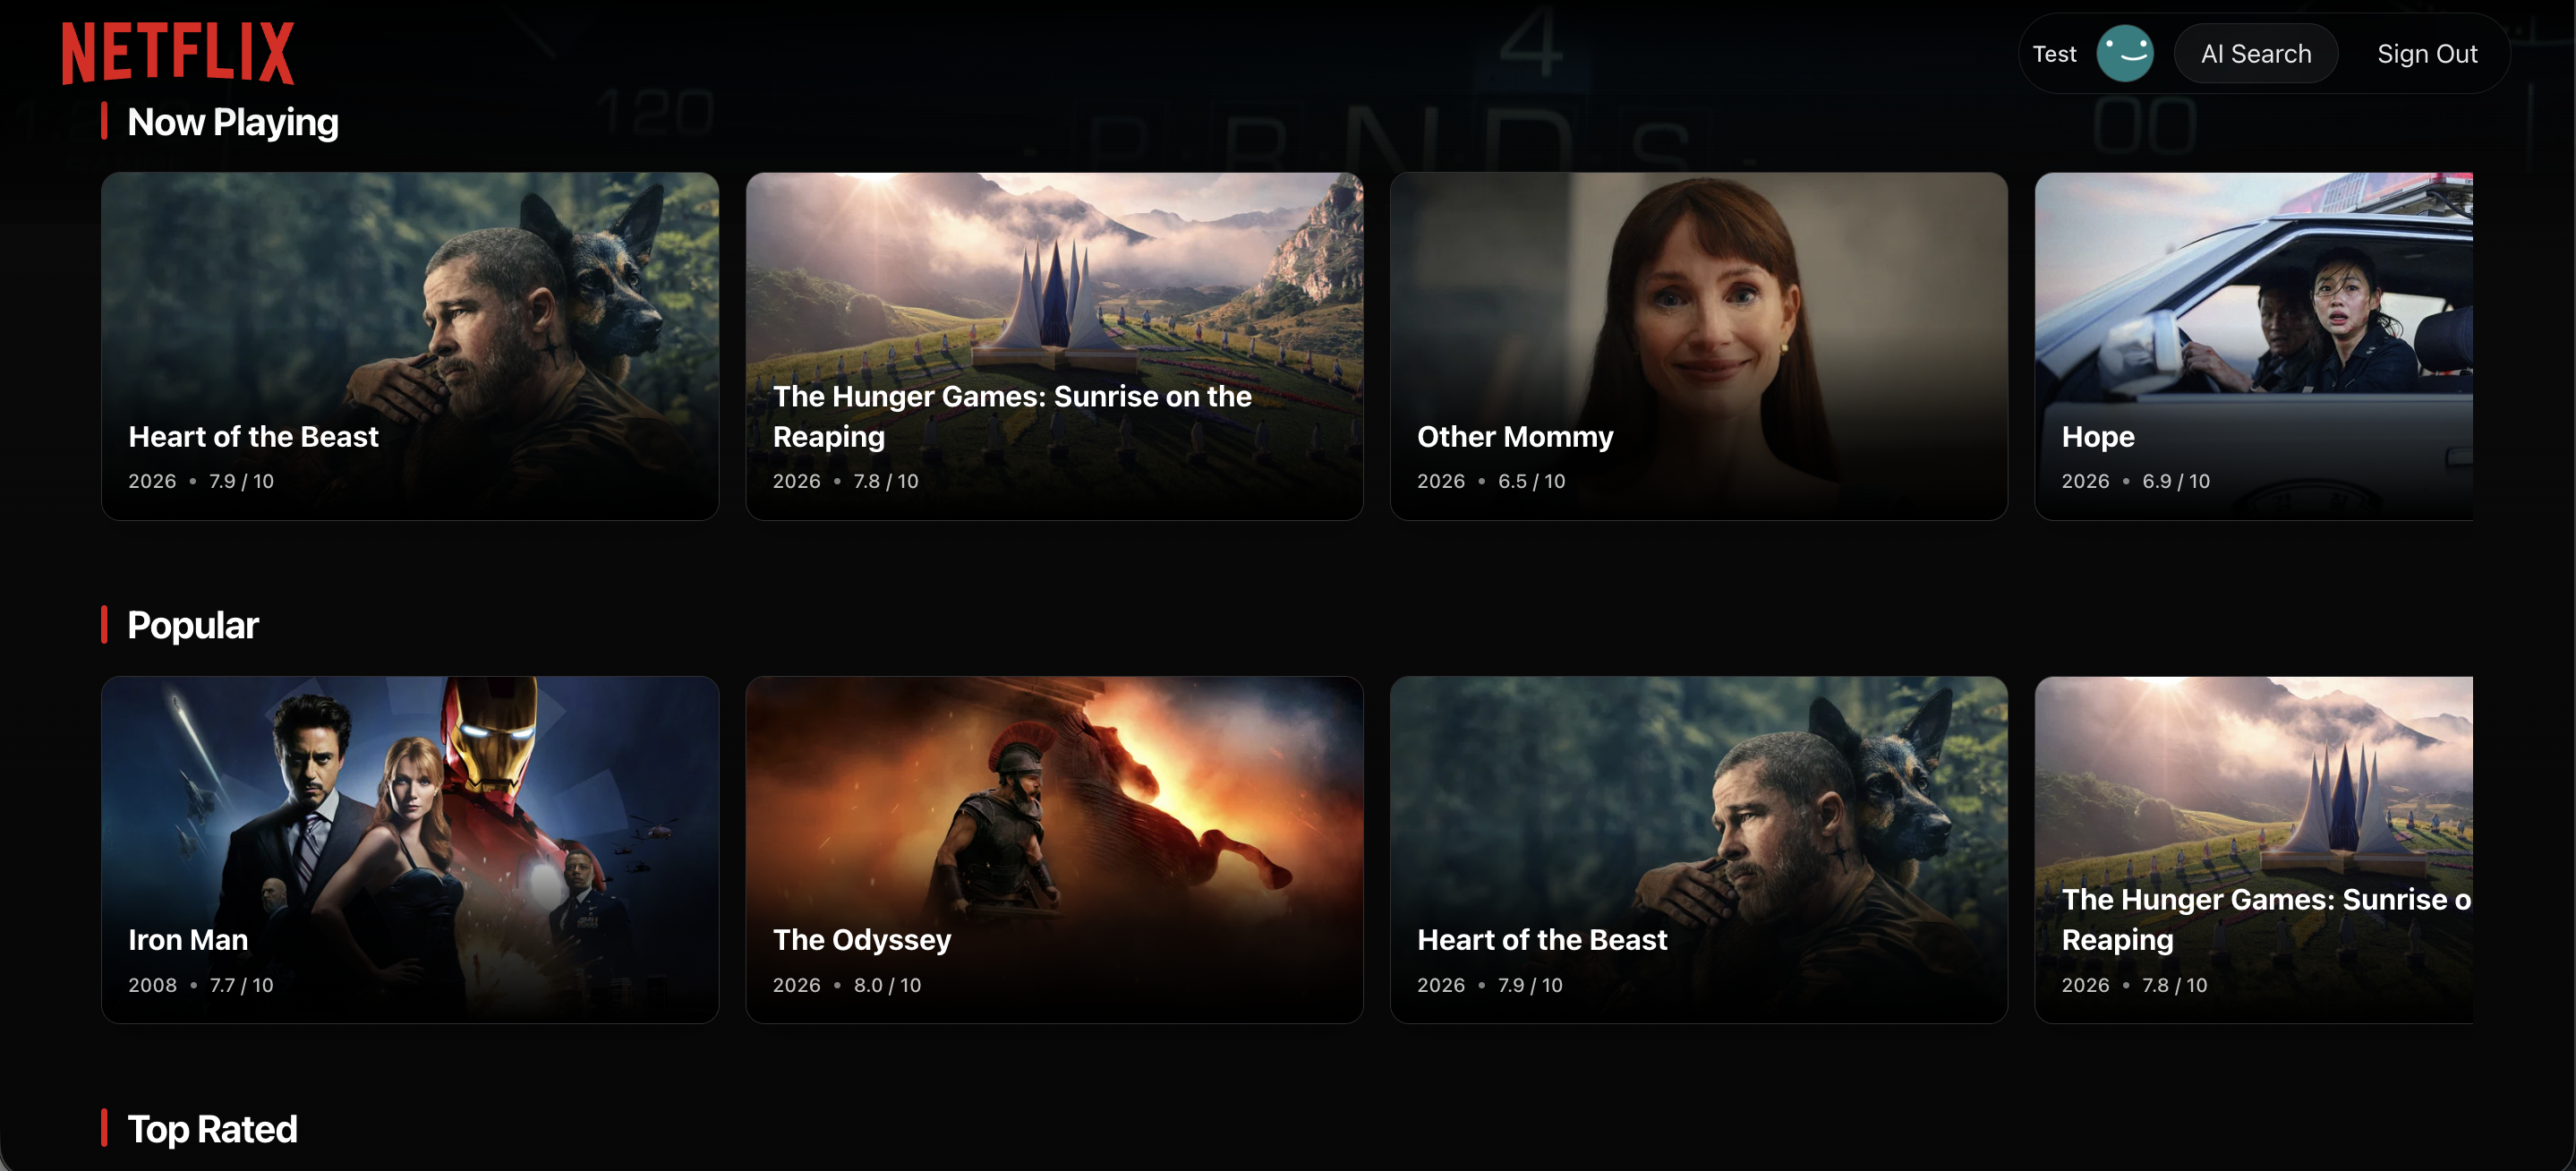 NETFLIX
Test
AI Search
Sign Out
4
120
P R N D S
00
Now Playing
Heart of the Beast
2026 • 7.9 / 10
The Hunger Games: Sunrise on the
Reaping
2026 • 7.8 / 10
Other Mommy
2026 • 6.5 / 10
Hope
2026 • 6.9 / 10
Popular
Iron Man
2008 • 7.7 / 10
The Odyssey
2026 • 8.0 / 10
Heart of the Beast
2026 • 7.9 / 10
The Hunger Games: Sunrise o
Reaping
2026 • 7.8 / 10
Top Rated